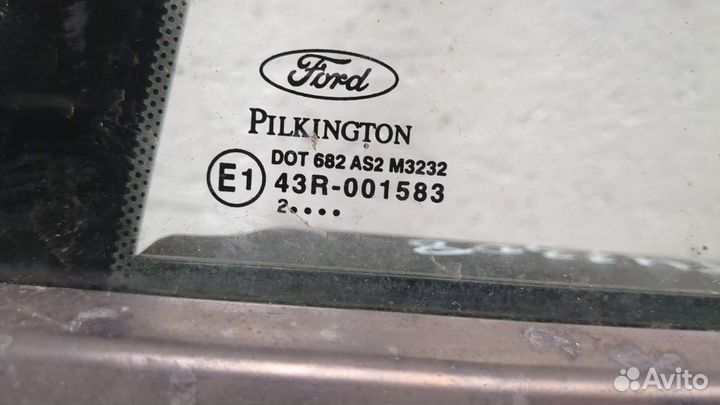 Ford
PILKINGTON
DOT 682 AS2 M3232
E1 43R-001583
2....
Avito